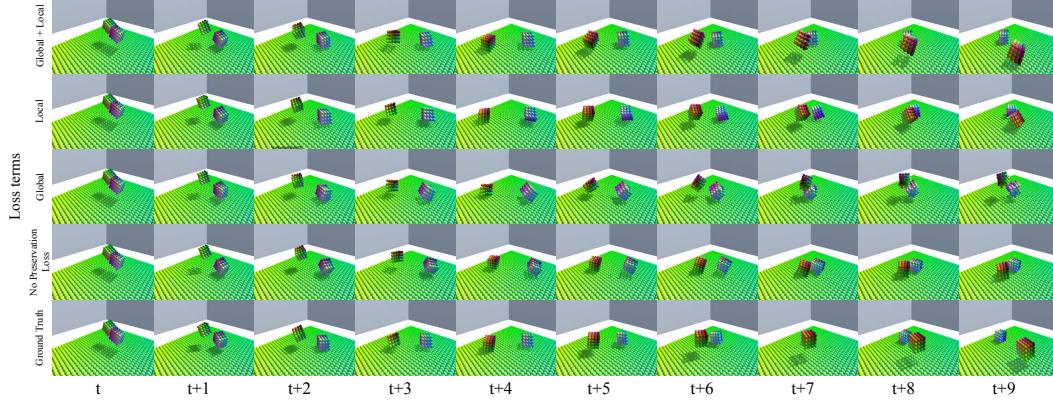 Loss terms
Global + Local
Local
Global
No Preservation
Loss
Ground Truth
t t+1 t+2 t+3 t+4 t+5 t+6 t+7 t+8 t+9